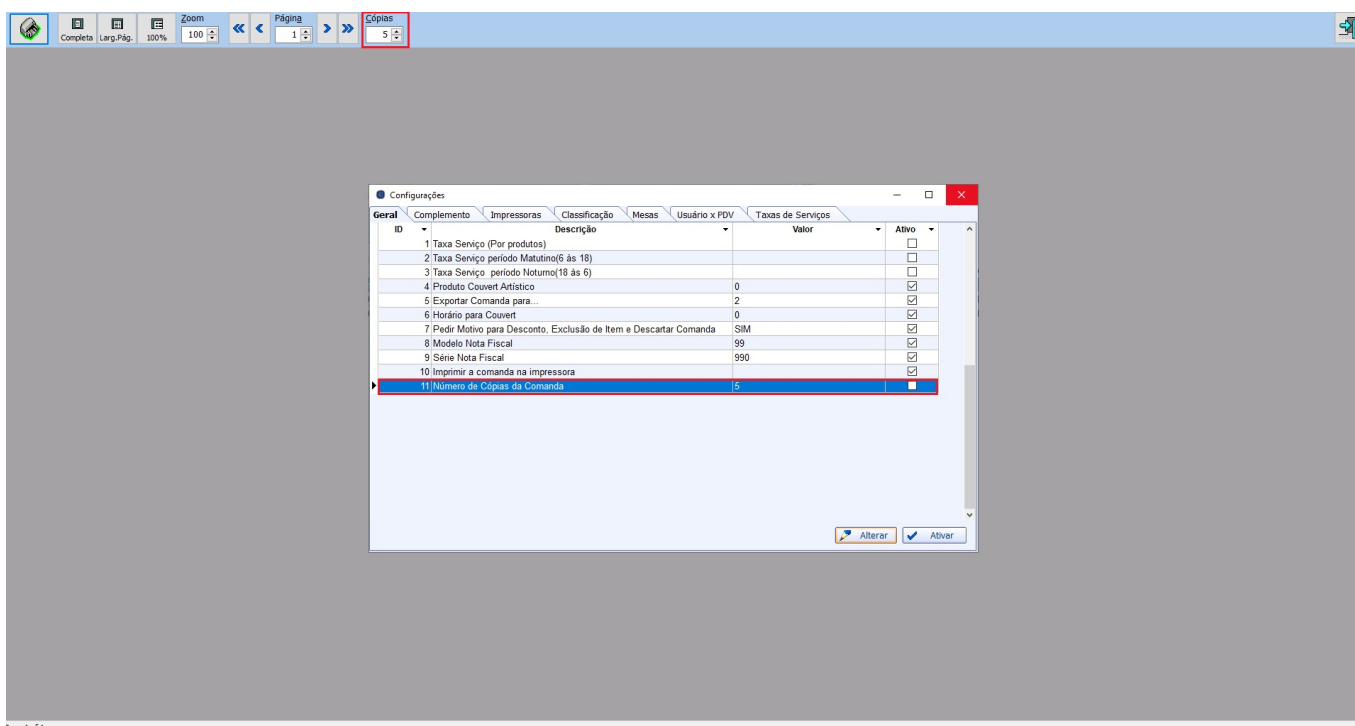 Zoom Página Cópias
Completa Larg.Pág. 100% 100 1 5
Configurações
Geral Complemento Impressoras Classificação Mesas Usuário x PDV Taxas de Serviços
ID Descrição Valor Ativo
1 Taxa Serviço (Por produtos)
2 Taxa Serviço período Matutino(6 às 18)
3 Taxa Serviço período Noturno(18 às 6)
4 Produto Couvert Artístico 0
5 Exportar Comanda para... 2
6 Horário para Couvert 0
7 Pedir Motivo para Desconto, Exclusão de Item e Descartar Comanda SIM
8 Modelo Nota Fiscal 99
9 Série Nota Fiscal 990
10 Imprimir a comanda na impressora
11 Número de Cópias da Comanda 5
Alterar Ativar